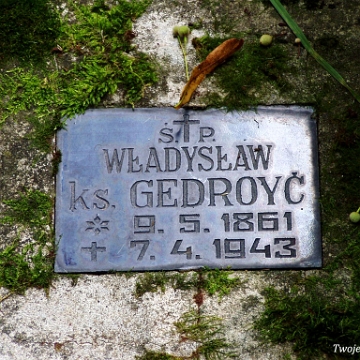 Ś.†P.
WŁADYSŁAW
ks. GEDROYĆ
* 9. 5. 1861
† 7. 4. 1943
Twoje